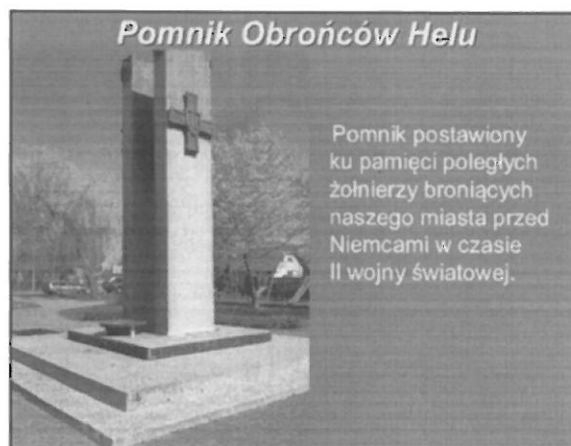 Pomnik Obrońców Helu
Pomnik postawiony
ku pamięci poległych
żołnierzy broniących
naszego miasta przed
Niemcami w czasie
II wojny światowej.